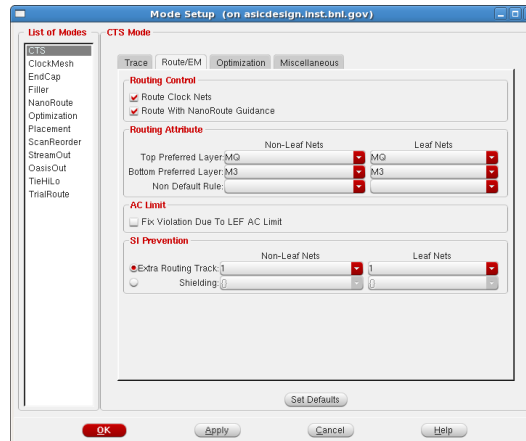 Mode Setup (on asicdesign.inst.bnl.gov)
List of Modes
CTS
ClockMesh
EndCap
Filler
NanoRoute
Optimization
Placement
ScanReorder
StreamOut
OasisOut
TieHiLo
TrialRoute
CTS Mode
Trace Route/EM Optimization Miscellaneous
Routing Control
Route Clock Nets
Route With NanoRoute Guidance
Routing Attribute
Non-Leaf Nets Leaf Nets
Top Preferred Layer: MQ MQ
Bottom Preferred Layer: M3 M3
Non Default Rule:
AC Limit
Fix Violation Due To LEF AC Limit
SI Prevention
Non-Leaf Nets Leaf Nets
Extra Routing Track: 1 1
Shielding: 0 0
Set Defaults
OK Apply Cancel Help